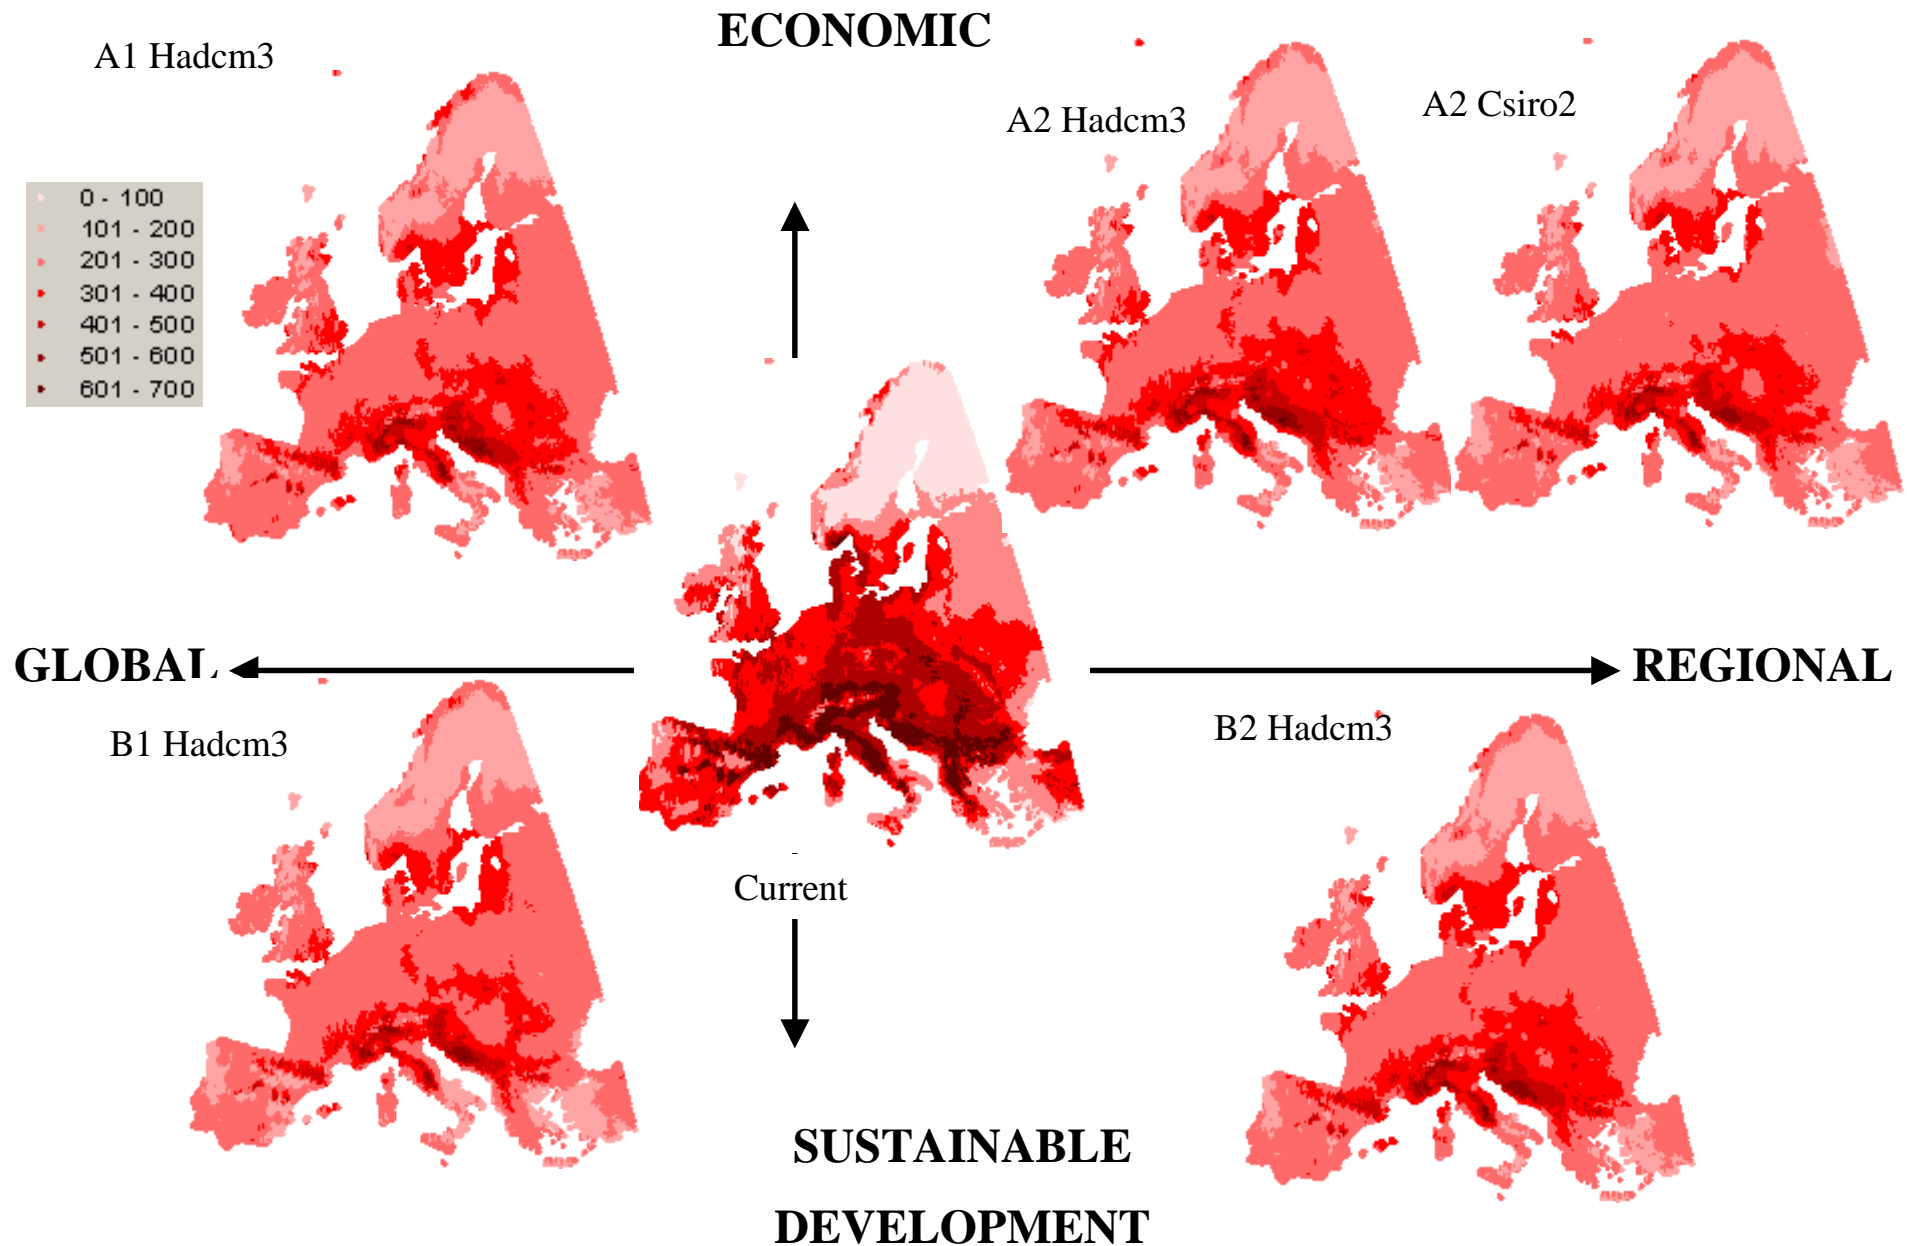 ECONOMIC
A1 Hadcm3
A2 Hadcm3
A2 Csiro2
0 - 100
101 - 200
201 - 300
301 - 400
401 - 500
501 - 600
601 - 700
GLOBAL
REGIONAL
B1 Hadcm3
B2 Hadcm3
Current
SUSTAINABLE
DEVELOPMENT